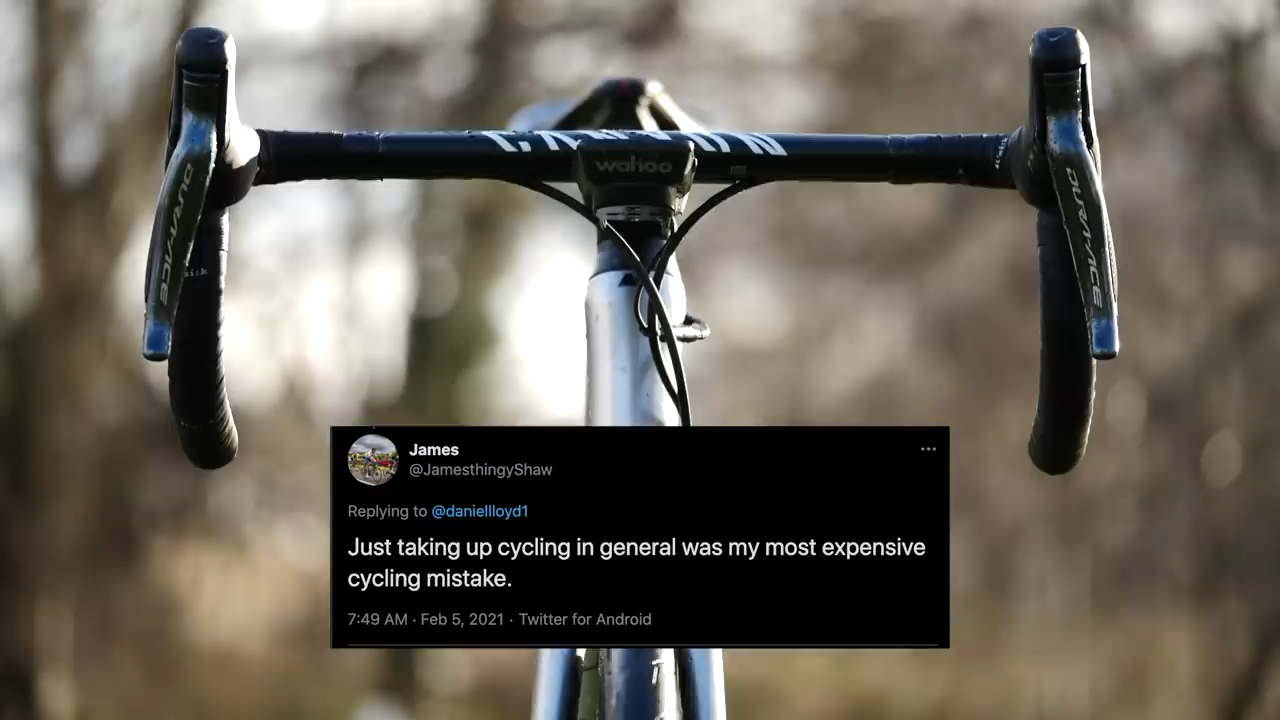 CANYON
wahoo
DURA-ACE
DURA-ACE
James
@JamesthingyShaw
Replying to @daniellloyd1
Just taking up cycling in general was my most expensive
cycling mistake.
7:49 AM · Feb 5, 2021 · Twitter for Android